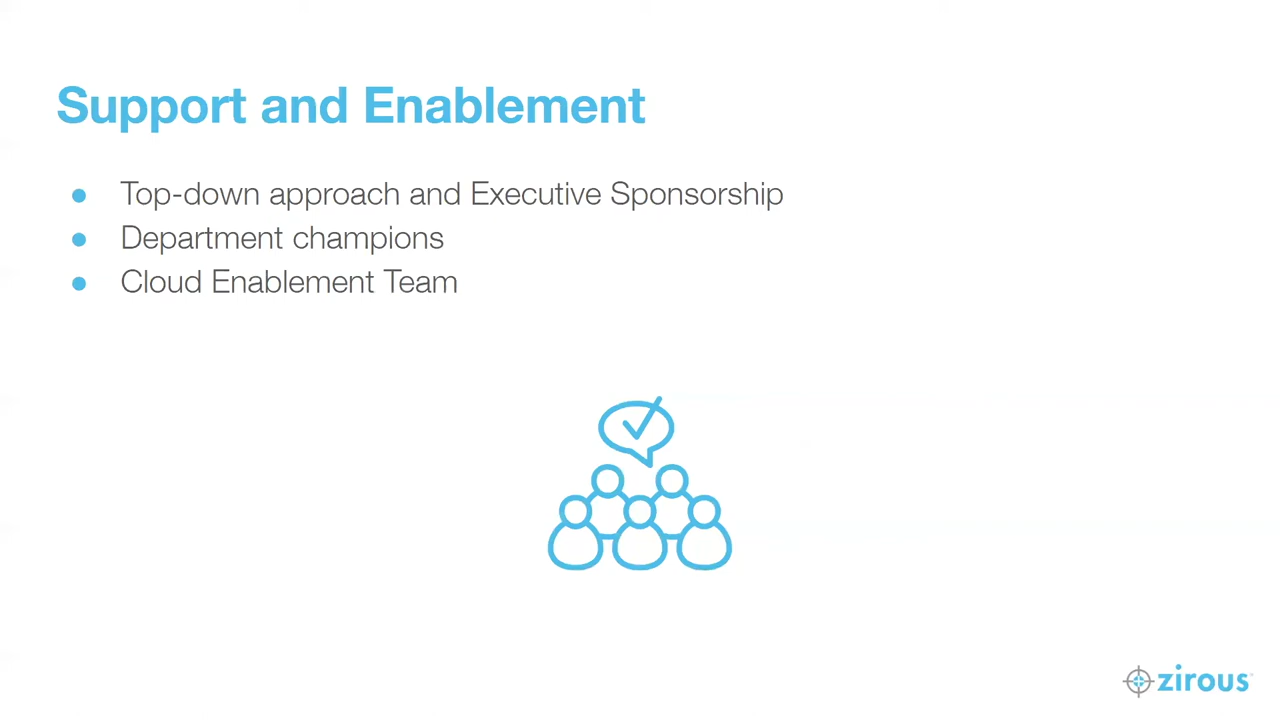 Support and Enablement
● Top-down approach and Executive Sponsorship
● Department champions
● Cloud Enablement Team
zirous